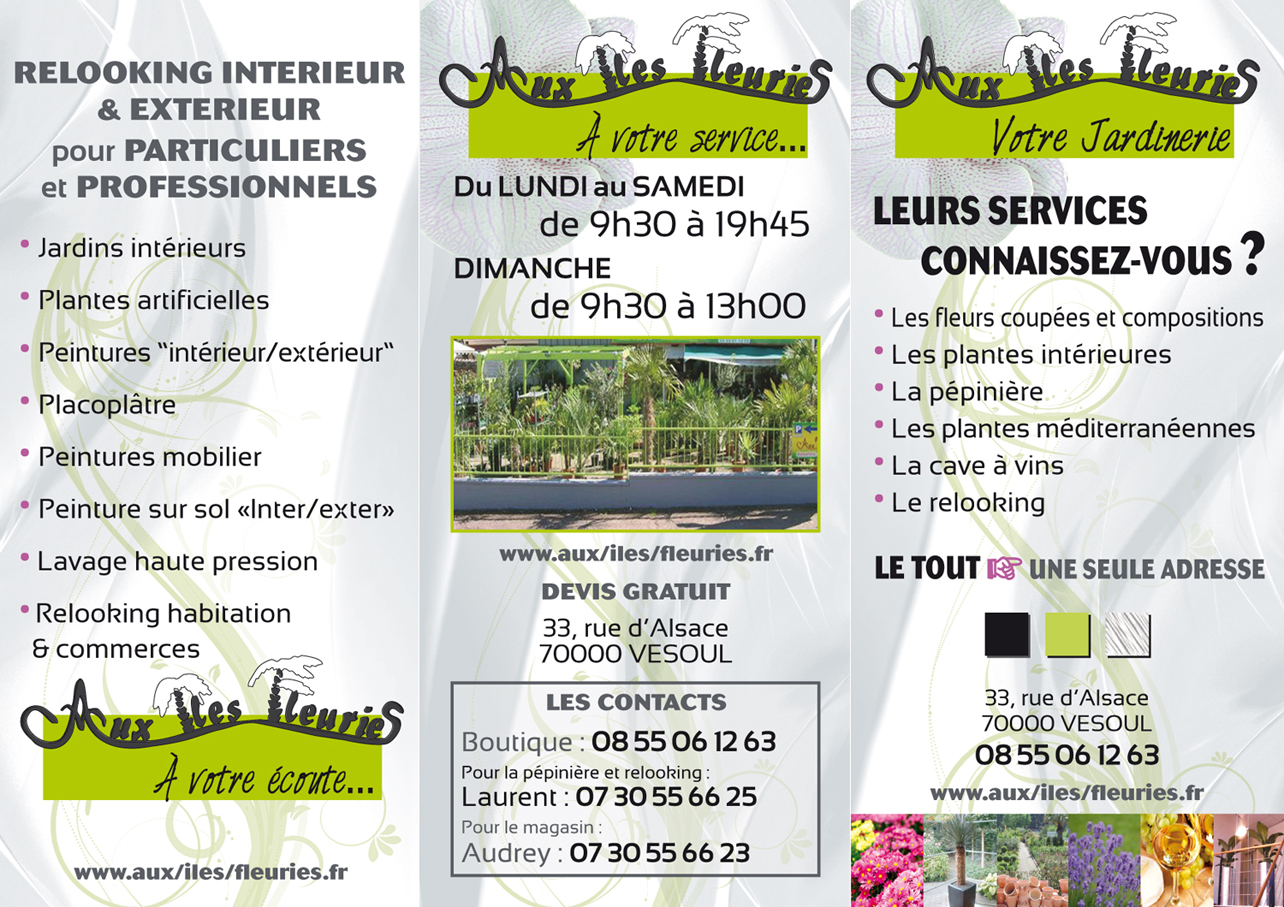 RELOOKING INTERIEUR
& EXTERIEUR
pour PARTICULIERS
et PROFESSIONNELS
• Jardins intérieurs
• Plantes artificielles
• Peintures “intérieur/extérieur“
• Placoplâtre
• Peintures mobilier
• Peinture sur sol «Inter/exter»
• Lavage haute pression
• Relooking habitation
& commerces
Aux Iles Fleuries
À votre écoute...
www.aux/iles/fleuries.fr
Aux Iles Fleuries
À votre service...
Du LUNDI au SAMEDI
de 9h30 à 19h45
DIMANCHE
de 9h30 à 13h00
www.aux/iles/fleuries.fr
DEVIS GRATUIT
33, rue d’Alsace
70000 VESOUL
LES CONTACTS
Boutique : 08 55 06 12 63
Pour la pépinière et relooking :
Laurent : 07 30 55 66 25
Pour le magasin :
Audrey : 07 30 55 66 23
Aux Iles Fleuries
Votre Jardinerie
LEURS SERVICES
CONNAISSEZ-VOUS ?
• Les fleurs coupées et compositions
• Les plantes intérieures
• La pépinière
• Les plantes méditerranéennes
• La cave à vins
• Le relooking
LE TOUT UNE SEULE ADRESSE
33, rue d’Alsace
70000 VESOUL
08 55 06 12 63
www.aux/iles/fleuries.fr